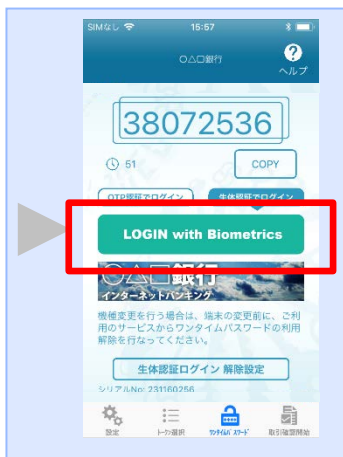 SIMなし 15:57
〇△□銀行
?
ヘルプ
38072536
51 COPY
OTP認証でログイン 生体認証でログイン
LOGIN with Biometrics
〇△□銀行
インターネットバンキング
機種変更を行う場合は、端末の変更前に、ご利
用のサービスからワンタイムパスワードの利用
解除を行なってください。
生体認証ログイン 解除設定
シリアルNo: 231160256
設定 トークン選択 ワンタイムパスワード 取引確認開始